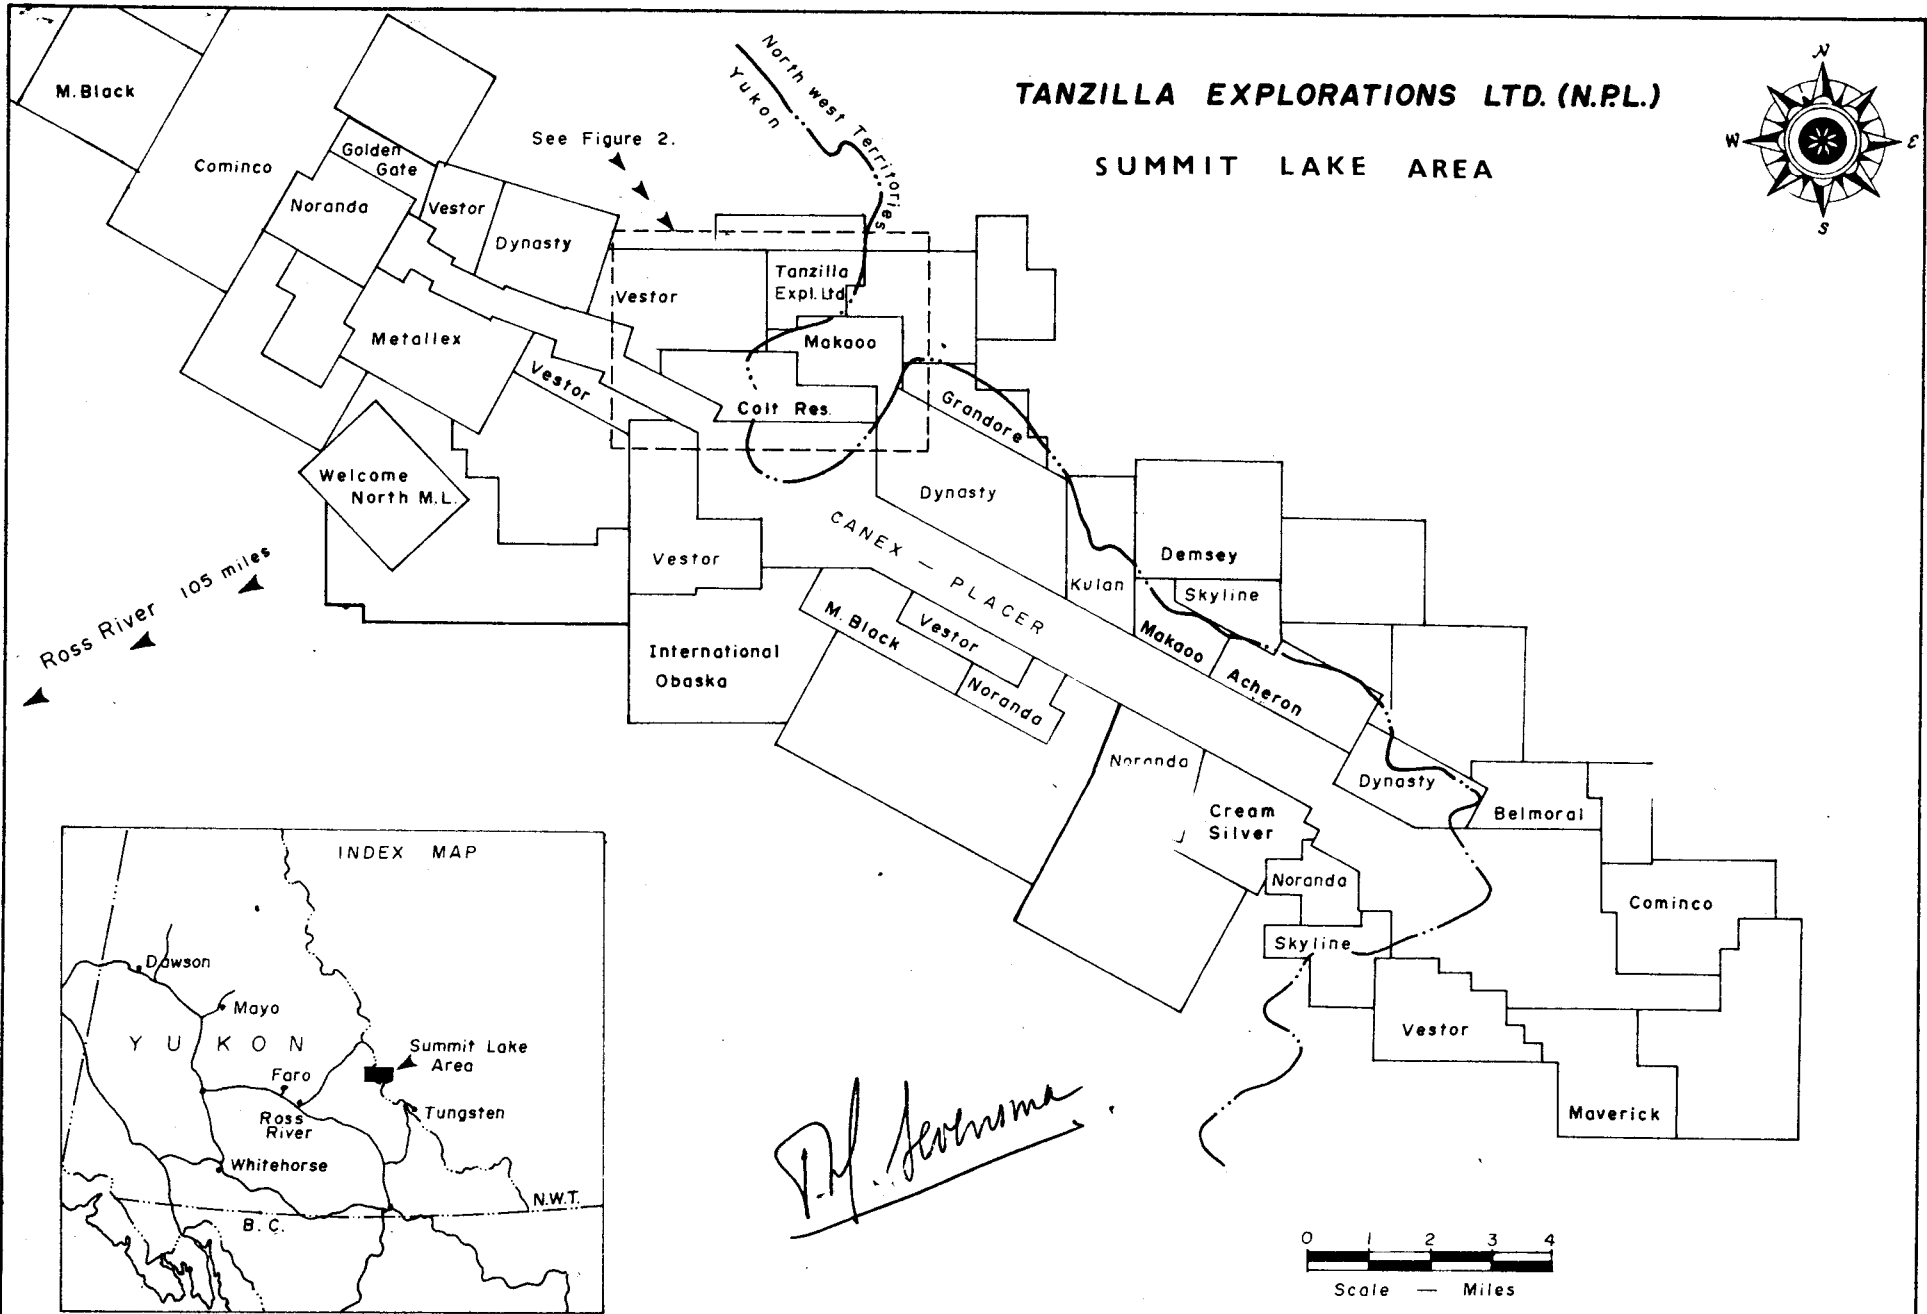 TANZILLA EXPLORATIONS LTD. (N.P.L.)
SUMMIT LAKE AREA
N
W
E
S
North west Territories
Yukon
See Figure 2.
M. Black
Cominco
Golden
Gate
Noranda
Vestor
Dynasty
Vestor
Tanzilla
Expl. Ltd
Metallex
Makaoo
Vestor
Colt Res.
Grandore
Welcome
North M.L.
Dynasty
Vestor
CANEX — PLACER
Demsey
Kulan
Skyline
Ross River 105 miles
M. Black
Vestor
Makaoo
International
Obaska
Noranda
Acheron
Noranda
Dynasty
Cream
Silver
Belmoral
Noranda
Cominco
Skyline
Vestor
Maverick
INDEX MAP
Dawson
Mayo
YUKON
Summit Lake
Area
Faro
Ross
River
Tungsten
Whitehorse
N.W.T.
B.C.
0 1 2 3 4
Scale — Miles